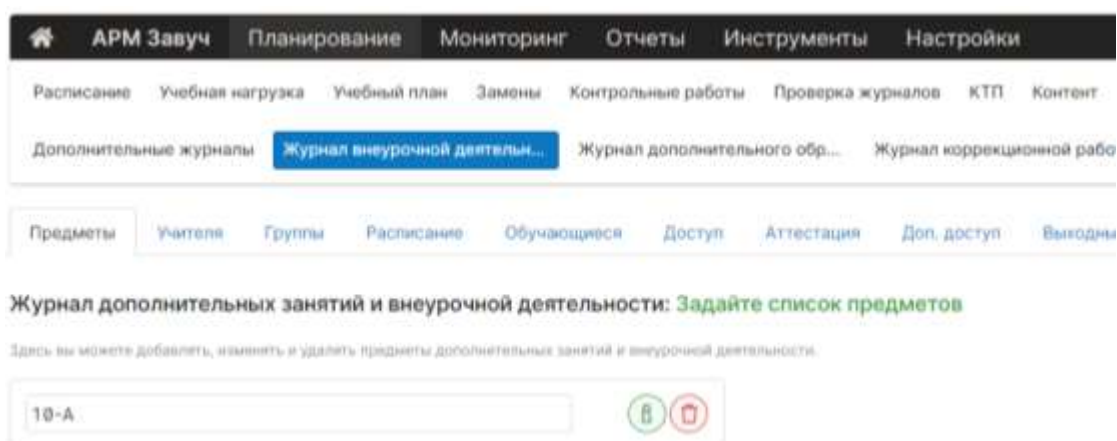 АРМ Завуч Планирование Мониторинг Отчеты Инструменты Настройки
Расписание Учебная нагрузка Учебный план Замены Контрольные работы Проверка журналов КТП Контент
Дополнительные журналы Журнал внеурочной деятельн... Журнал дополнительного обр... Журнал коррекционной рабо
Предметы Учителя Группы Расписание Обучающиеся Доступ Аттестация Доп. доступ Выходны
Журнал дополнительных занятий и внеурочной деятельности: Задайте список предметов
Здесь вы можете добавлять, изменять и удалять предметы дополнительных занятий и внеурочной деятельности.
10-А